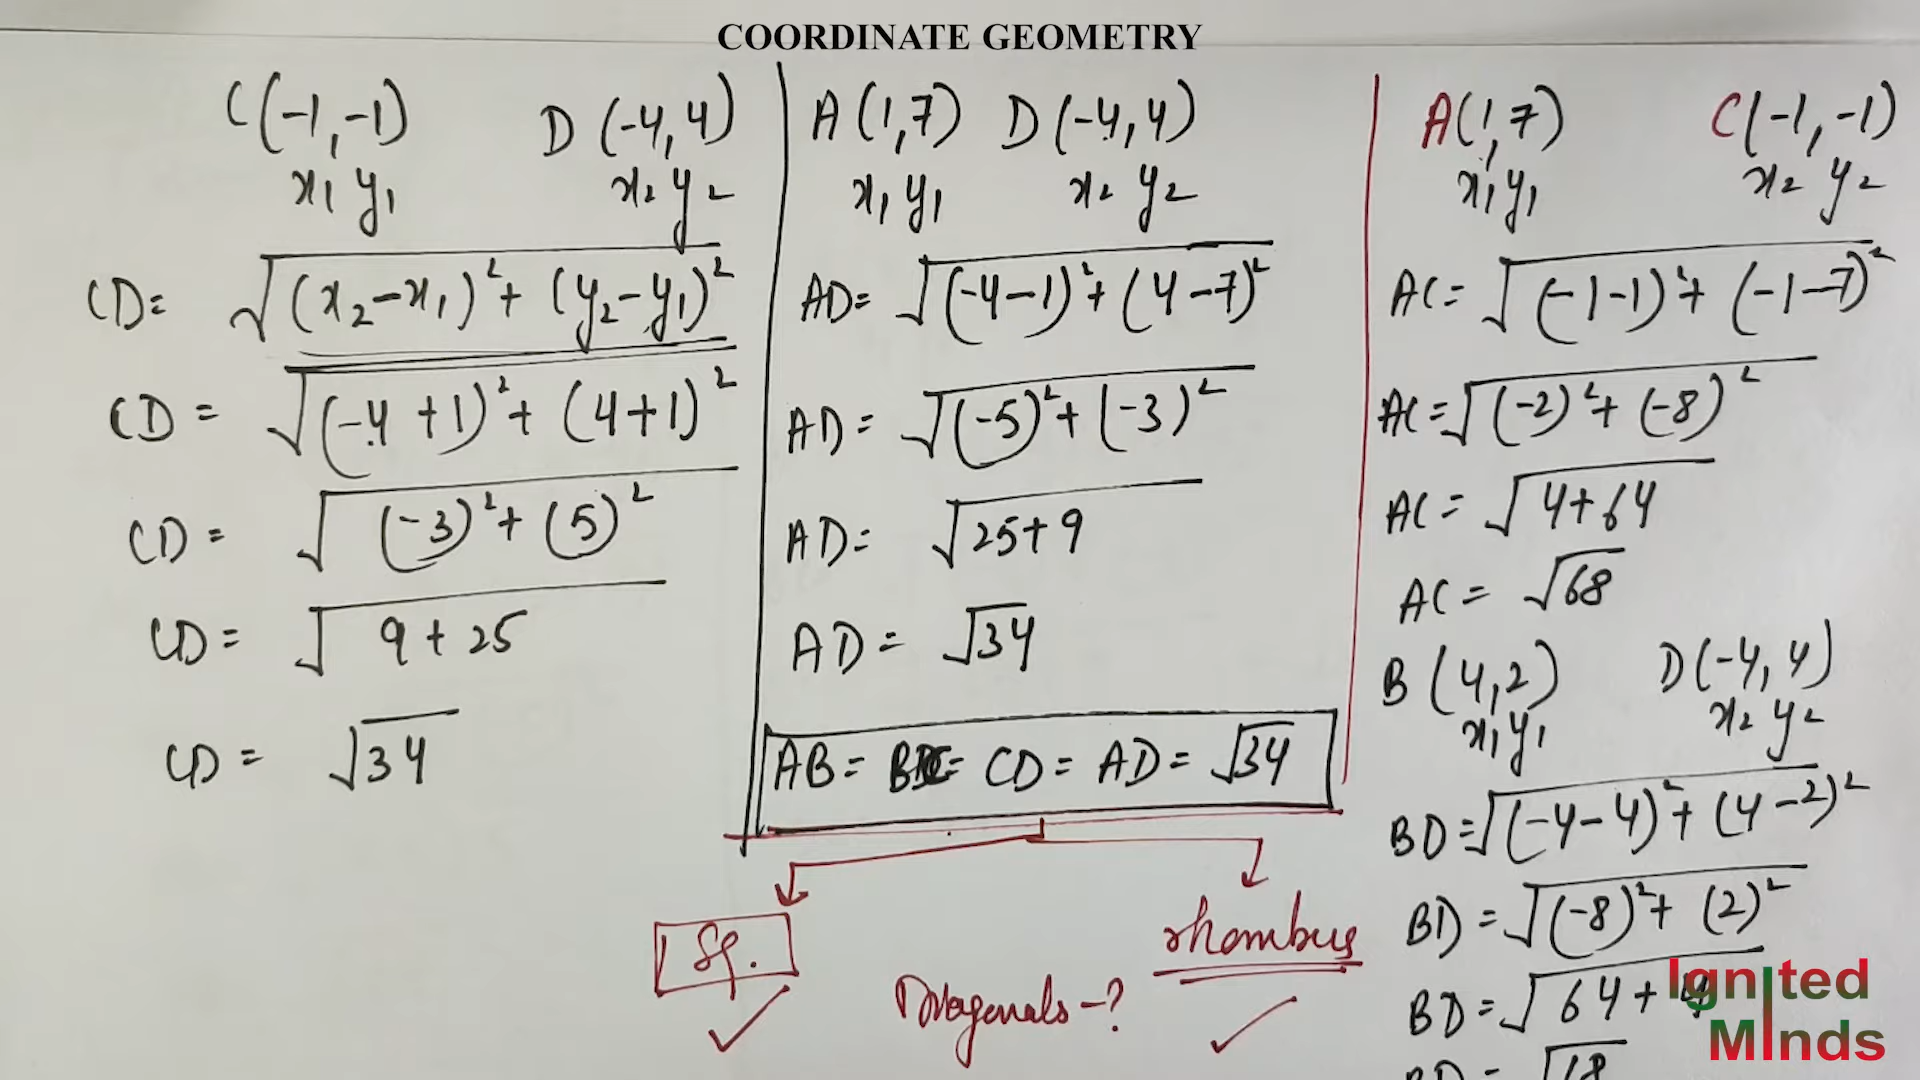 COORDINATE GEOMETRY
C(-1,-1) D(-4,4)
x₁ y₁ x₂ y₂
CD= √(x₂-x₁)²+(y₂-y₁)²
CD = √(-4+1)²+(4+1)²
CD = √(-3)²+(5)²
CD = √9+25
CD = √34
A(1,7) D(-4,4)
x₁ y₁ x₂ y₂
AD= √(-4-1)²+(4-7)²
AD= √(-5)²+(-3)²
AD= √25+9
AD = √34
AB= BC= CD= AD= √34
Sq.
rhombus
Diagonals-?
A(1,7) C(-1,-1)
x₁ y₁ x₂ y₂
AC= √(-1-1)²+(-1-7)²
AC=√(-2)²+(-8)²
AC= √4+64
AC= √68
B(4,2) D(-4,4)
x₁ y₁ x₂ y₂
BD=√(-4-4)²+(4-2)²
BD=√(-8)²+(2)²
BD=√64+4
Ignited
Minds